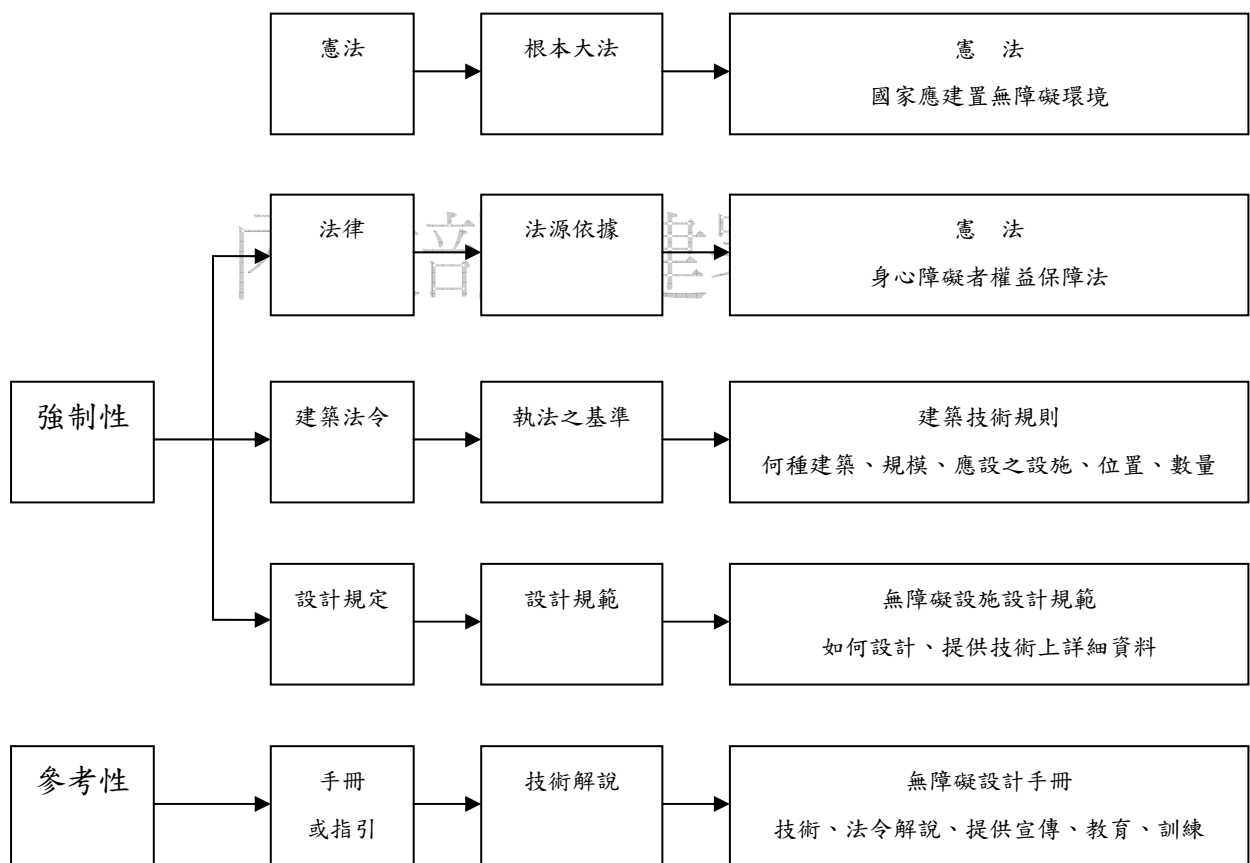 憲法
根本大法
憲 法
國家應建置無障礙環境
法律
法源依據
憲 法
身心障礙者權益保障法
強制性
建築法令
執法之基準
建築技術規則
何種建築、規模、應設之設施、位置、數量
設計規定
設計規範
無障礙設施設計規範
如何設計、提供技術上詳細資料
參考性
手冊
或指引
技術解說
無障礙設計手冊
技術、法令解說、提供宣傳、教育、訓練